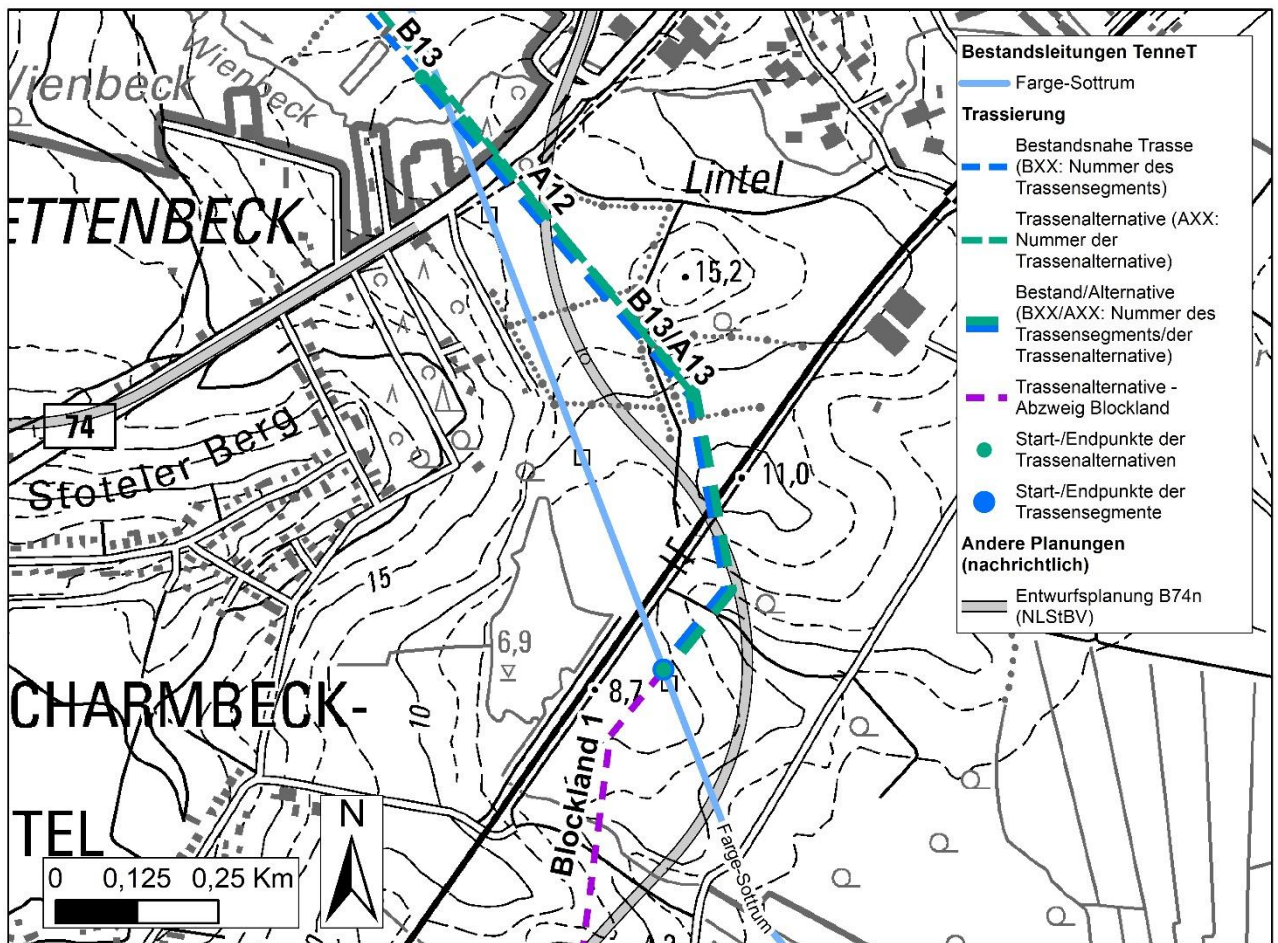 B13
Wienbeck
Wienbeck
ETTENBECK
A12
Lintel
15,2
B13/A13
74
Stoteler Berg
11,0
15
6,9
8,7
10
CHARMBECK-
Blockland 1
TEL
Farge-Sottrum
N
0 0,125 0,25 Km
Bestandsleitungen TenneT
Farge-Sottrum
Trassierung
Bestandsnahe Trasse
(BXX: Nummer des
Trassensegments)
Trassenalternative (AXX:
Nummer der
Trassenalternative)
Bestand/Alternative
(BXX/AXX: Nummer des
Trassensegments/der
Trassenalternative)
Trassenalternative -
Abzweig Blockland
Start-/Endpunkte der
Trassenalternativen
Start-/Endpunkte der
Trassensegmente
Andere Planungen
(nachrichtlich)
Entwurfsplanung B74n
(NLStBV)